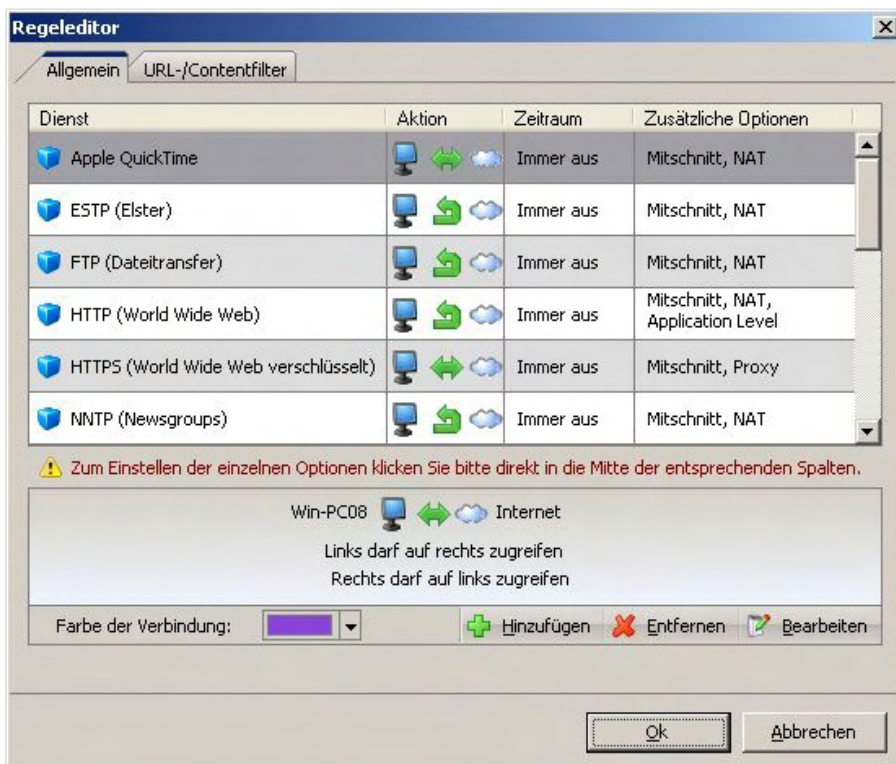 Regeleditor
Allgemein URL-/Contentfilter
Dienst Aktion Zeitraum Zusätzliche Optionen
Apple QuickTime Immer aus Mitschnitt, NAT
ESTP (Elster) Immer aus Mitschnitt, NAT
FTP (Dateitransfer) Immer aus Mitschnitt, NAT
HTTP (World Wide Web) Immer aus Mitschnitt, NAT,
Application Level
HTTPS (World Wide Web verschlüsselt) Immer aus Mitschnitt, Proxy
NNTP (Newsgroups) Immer aus Mitschnitt, NAT
Zum Einstellen der einzelnen Optionen klicken Sie bitte direkt in die Mitte der entsprechenden Spalten.
Win-PC08 Internet
Links darf auf rechts zugreifen
Rechts darf auf links zugreifen
Farbe der Verbindung: Hinzufügen Entfernen Bearbeiten
Ok Abbrechen